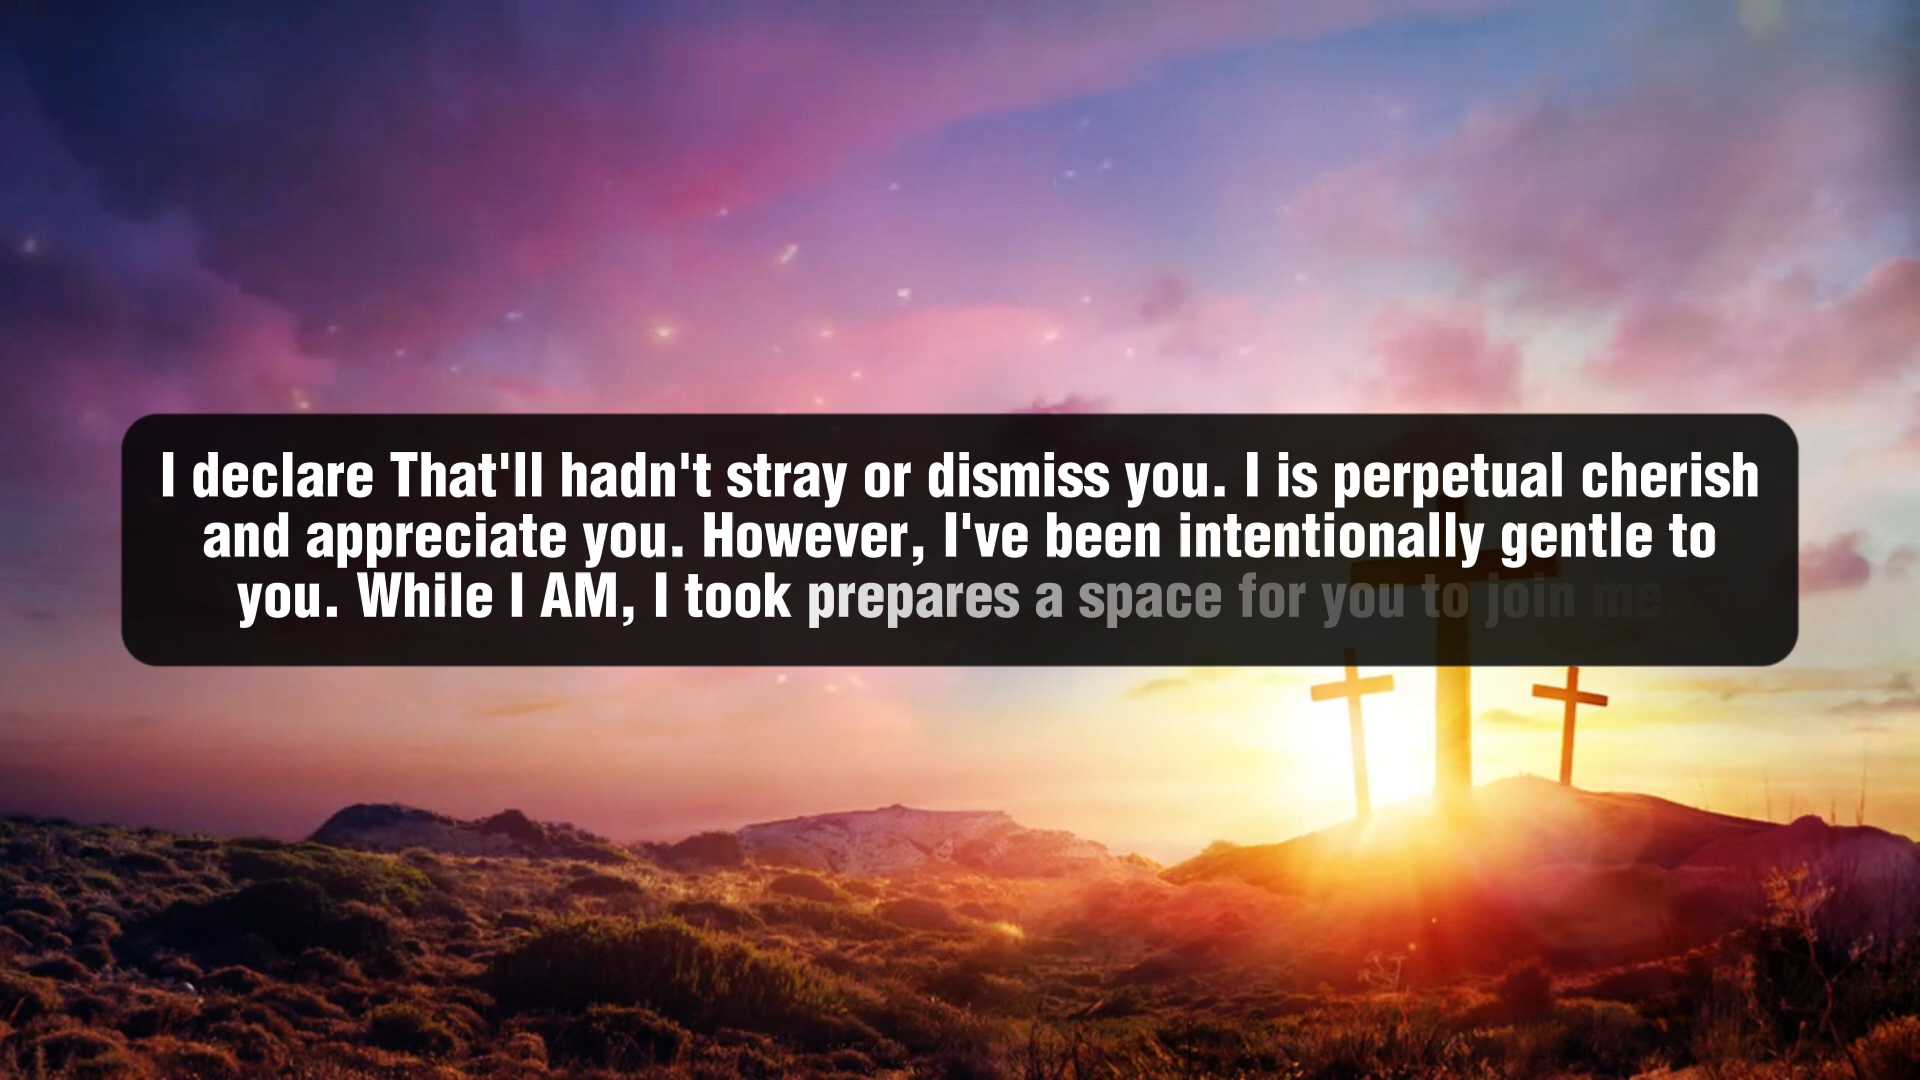 I declare That'll hadn't stray or dismiss you. I is perpetual cherish
and appreciate you. However, I've been intentionally gentle to
you. While I AM, I took prepares a space for you to join me.